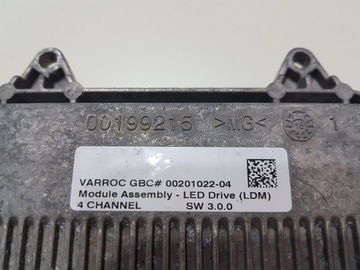 00199215 >MG< 1
VARROC GBC# 00201022-04
Module Assembly - LED Drive (LDM)
4 CHANNEL SW 3.0.0